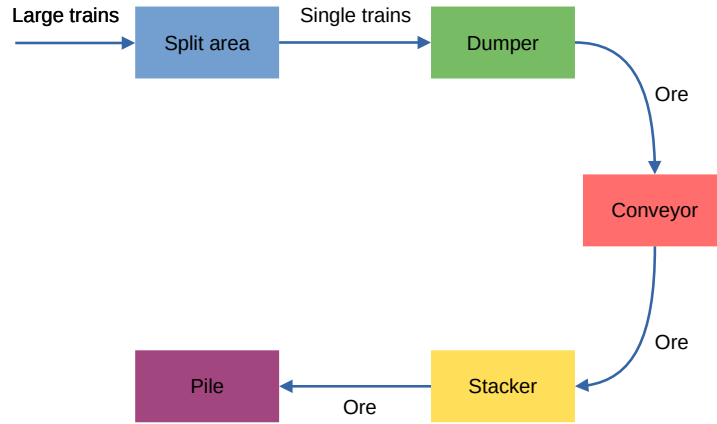 Large trains
Split area
Single trains
Dumper
Ore
Conveyor
Ore
Stacker
Ore
Pile